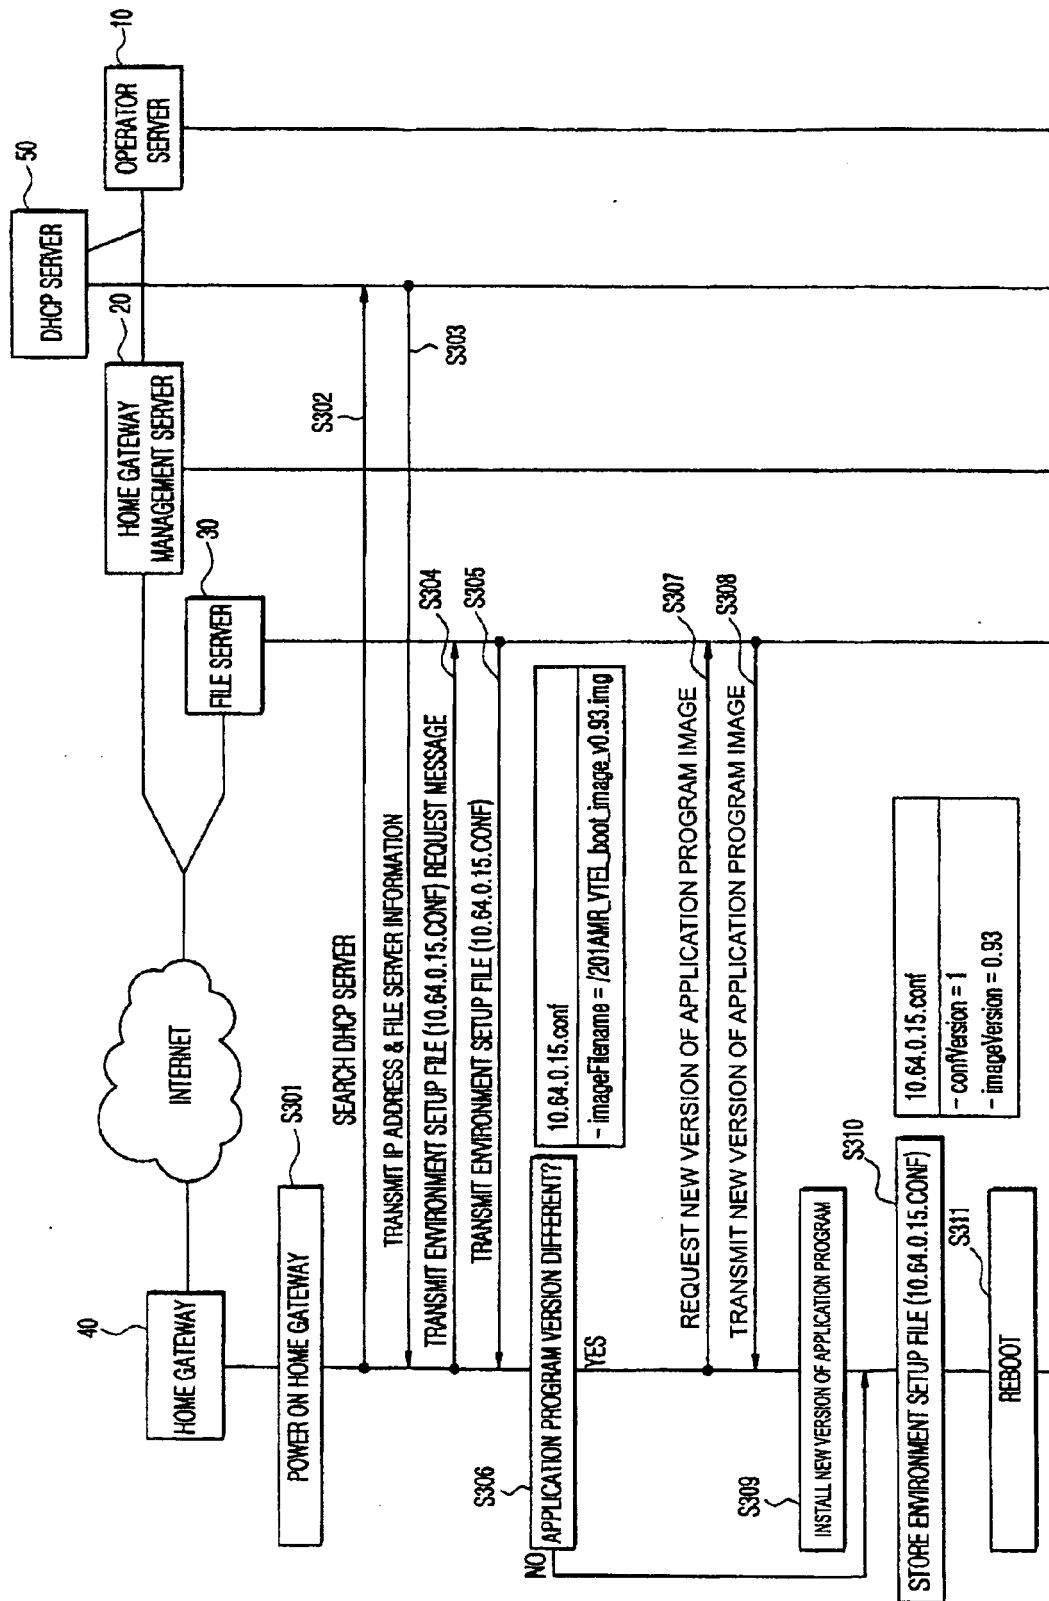 50
DHCP SERVER
10
OPERATOR
SERVER
20
HOME GATEWAY
MANAGEMENT SERVER
30
FILE SERVER
INTERNET
40
HOME GATEWAY
S301
POWER ON HOME GATEWAY
SEARCH DHCP SERVER
S302
TRANSMIT IP ADDRESS & FILE SERVER INFORMATION
S303
TRANSMIT ENVIRONMENT SETUP FILE (10.64.0.15.CONF) REQUEST MESSAGE
S304
TRANSMIT ENVIRONMENT SETUP FILE (10.64.0.15.CONF)
S305
S306
APPLICATION PROGRAM VERSION DIFFERENT?
NO
YES
10.64.0.15.conf
- imageFilename = /201AMR_VTEL_boot_image_v0.93.img
REQUEST NEW VERSION OF APPLICATION PROGRAM IMAGE
S307
TRANSMIT NEW VERSION OF APPLICATION PROGRAM IMAGE
S308
S309
INSTALL NEW VERSION OF APPLICATION PROGRAM
S310
STORE ENVIRONMENT SETUP FILE (10.64.0.15.CONF)
10.64.0.15.conf
- confVersion = 1
- imageVersion = 0.93
S311
REBOOT